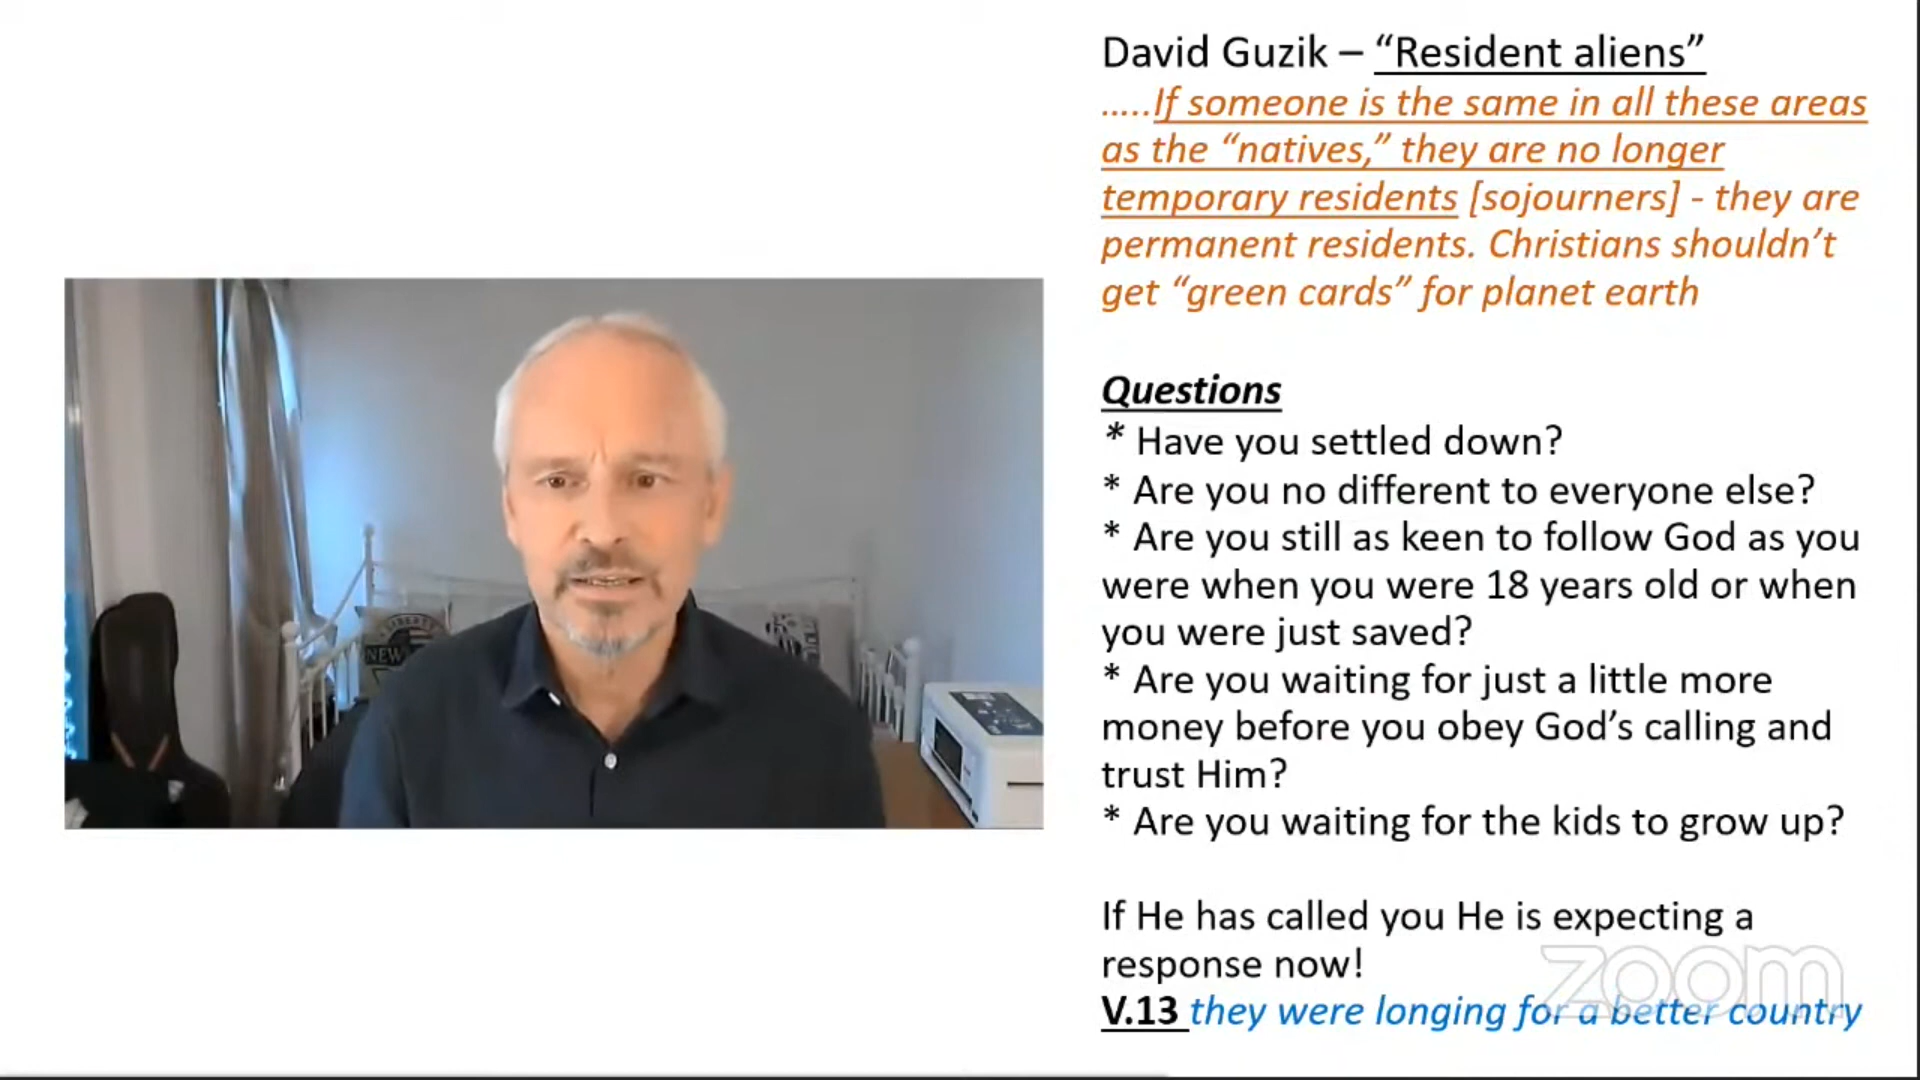 David Guzik – “Resident aliens”
.....If someone is the same in all these areas
as the “natives,” they are no longer
temporary residents [sojourners] - they are
permanent residents. Christians shouldn’t
get “green cards” for planet earth
Questions
* Have you settled down?
* Are you no different to everyone else?
* Are you still as keen to follow God as you
were when you were 18 years old or when
you were just saved?
* Are you waiting for just a little more
money before you obey God’s calling and
trust Him?
* Are you waiting for the kids to grow up?
If He has called you He is expecting a
response now!
V.13 they were longing for a better country
zoom
LIBERTY
NEW